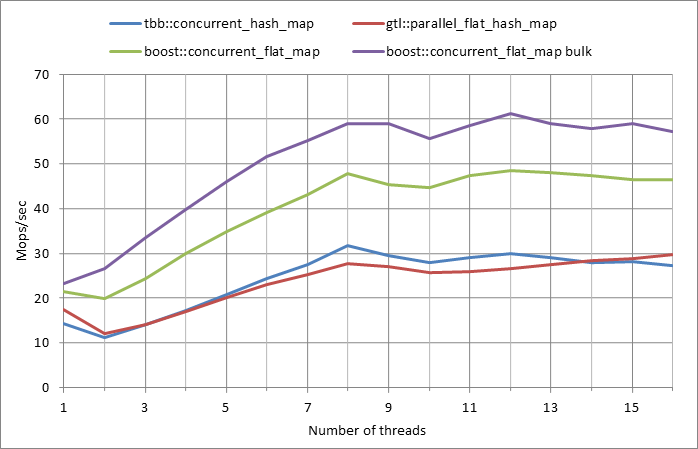 tbb::concurrent_hash_map gtl::parallel_flat_hash_map
boost::concurrent_flat_map boost::concurrent_flat_map bulk
70
60
50
40
30
20
10
0
Mops/sec
1 3 5 7 9 11 13 15
Number of threads